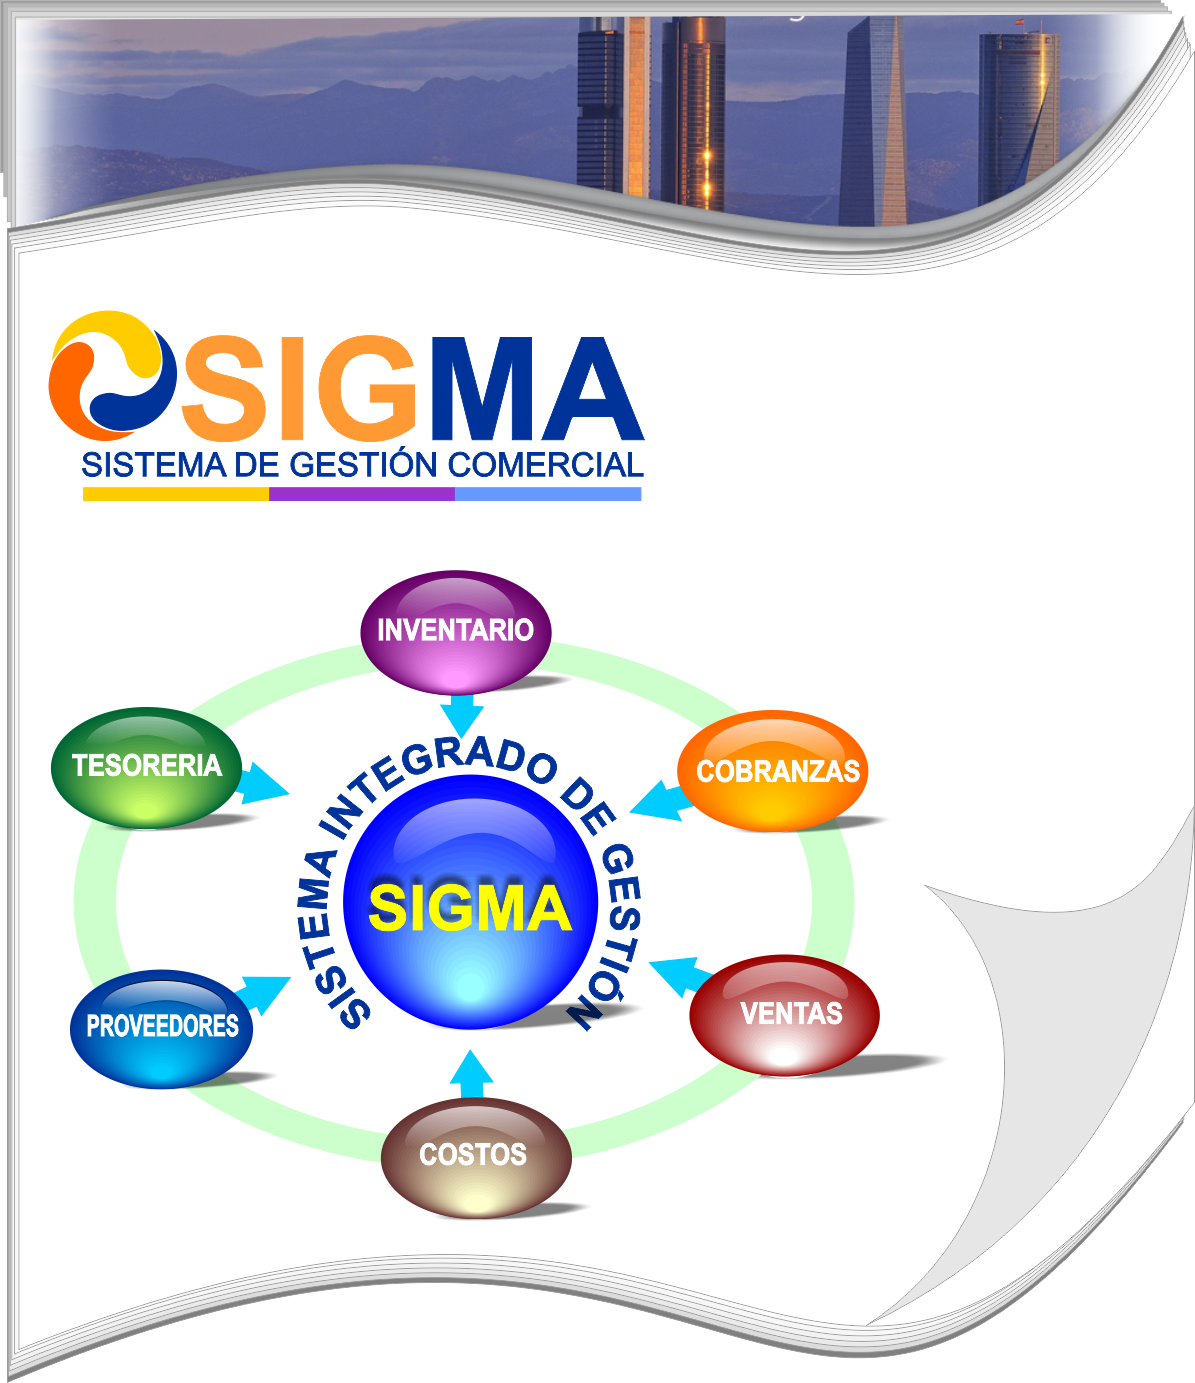 SIGMA
SISTEMA DE GESTIÓN COMERCIAL
INVENTARIO
TESORERIA
COBRANZAS
SISTEMA INTEGRADO DE GESTIÓN
SIGMA
PROVEEDORES
VENTAS
COSTOS